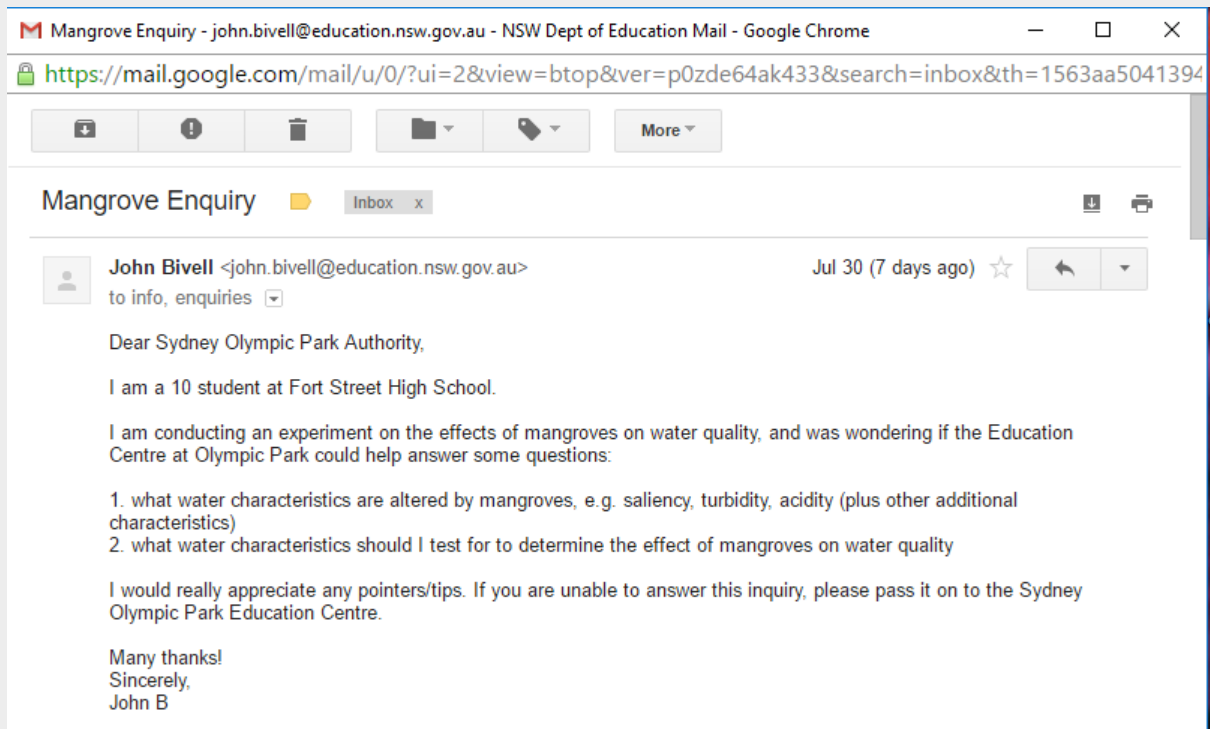 Mangrove Enquiry - john.bivell@education.nsw.gov.au - NSW Dept of Education Mail - Google Chrome
https://mail.google.com/mail/u/0/?ui=2&view=btop&ver=p0zde64ak433&search=inbox&th=1563aa5041394
More
Mangrove Enquiry Inbox x
John Bivell <john.bivell@education.nsw.gov.au> Jul 30 (7 days ago)
to info, enquiries
Dear Sydney Olympic Park Authority,
I am a 10 student at Fort Street High School.
I am conducting an experiment on the effects of mangroves on water quality, and was wondering if the Education
Centre at Olympic Park could help answer some questions:
1. what water characteristics are altered by mangroves, e.g. saliency, turbidity, acidity (plus other additional
characteristics)
2. what water characteristics should I test for to determine the effect of mangroves on water quality
I would really appreciate any pointers/tips. If you are unable to answer this inquiry, please pass it on to the Sydney
Olympic Park Education Centre.
Many thanks!
Sincerely,
John B